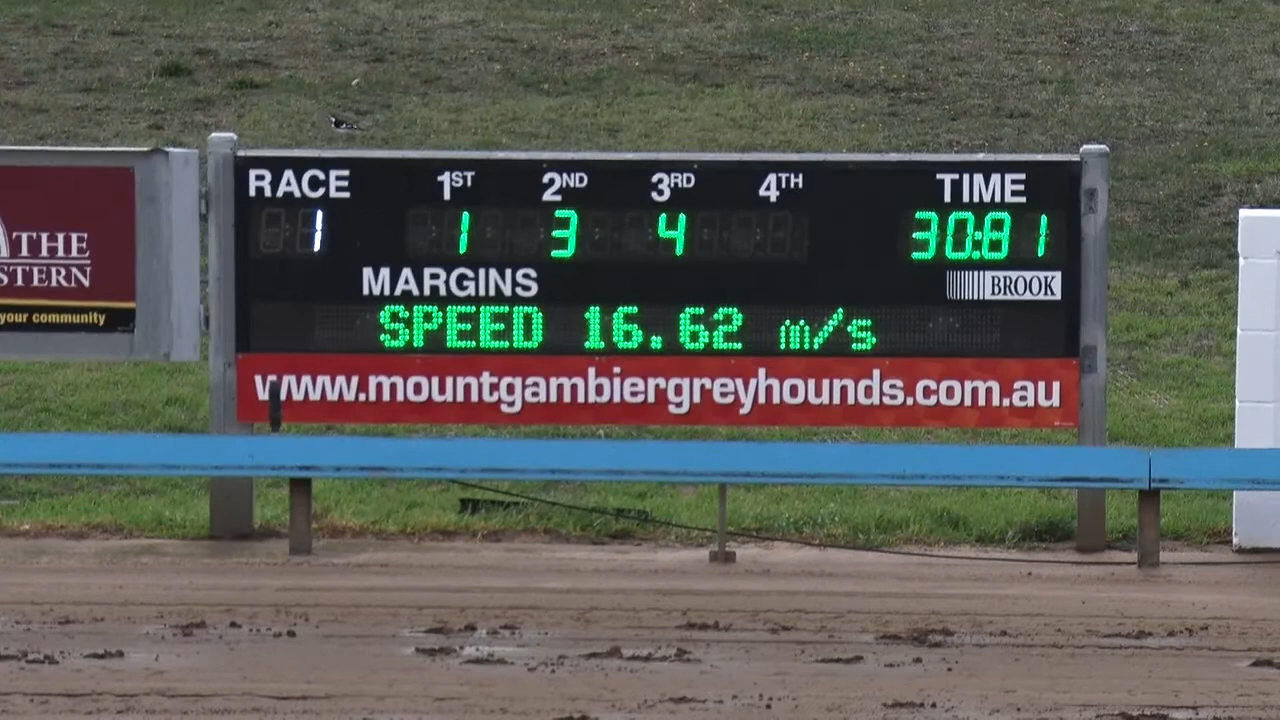 THE
STERN
your community
RACE 1ST 2ND 3RD 4TH TIME
1 1 3 4 30:81
MARGINS
BROOK
SPEED 16.62 m/s
www.mountgambiergreyhounds.com.au